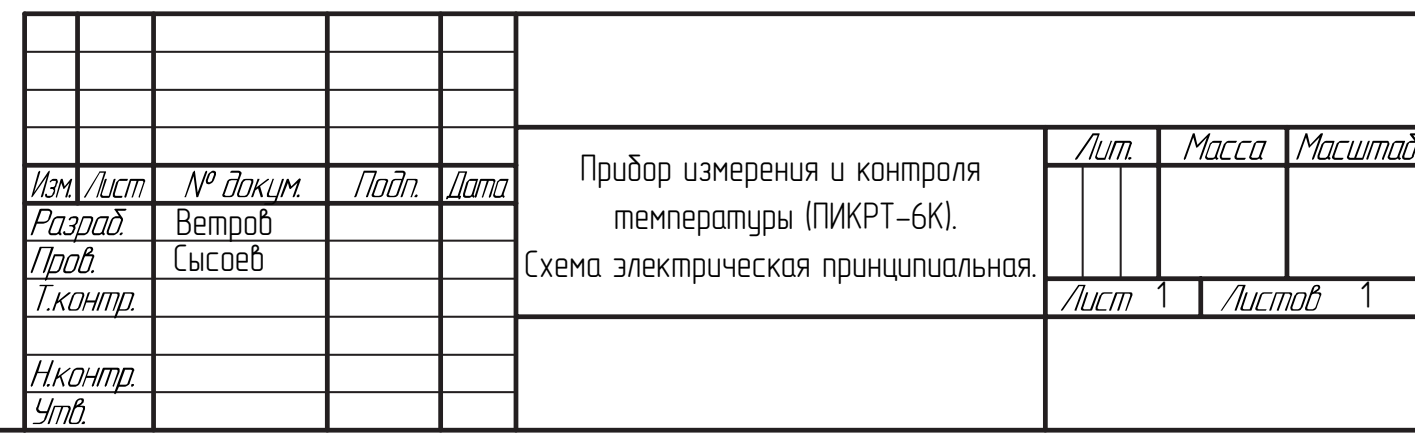 Изм. Лист № докум. Подп. Дата
Разраб. Ветров
Пров. Сысоев
Т.контр.
Н.контр.
Утв.
Прибор измерения и контроля
температуры (ПИКРТ-6К).
Схема электрическая принципиальная.
Лит. Масса Масштаб
Лист 1 Листов 1